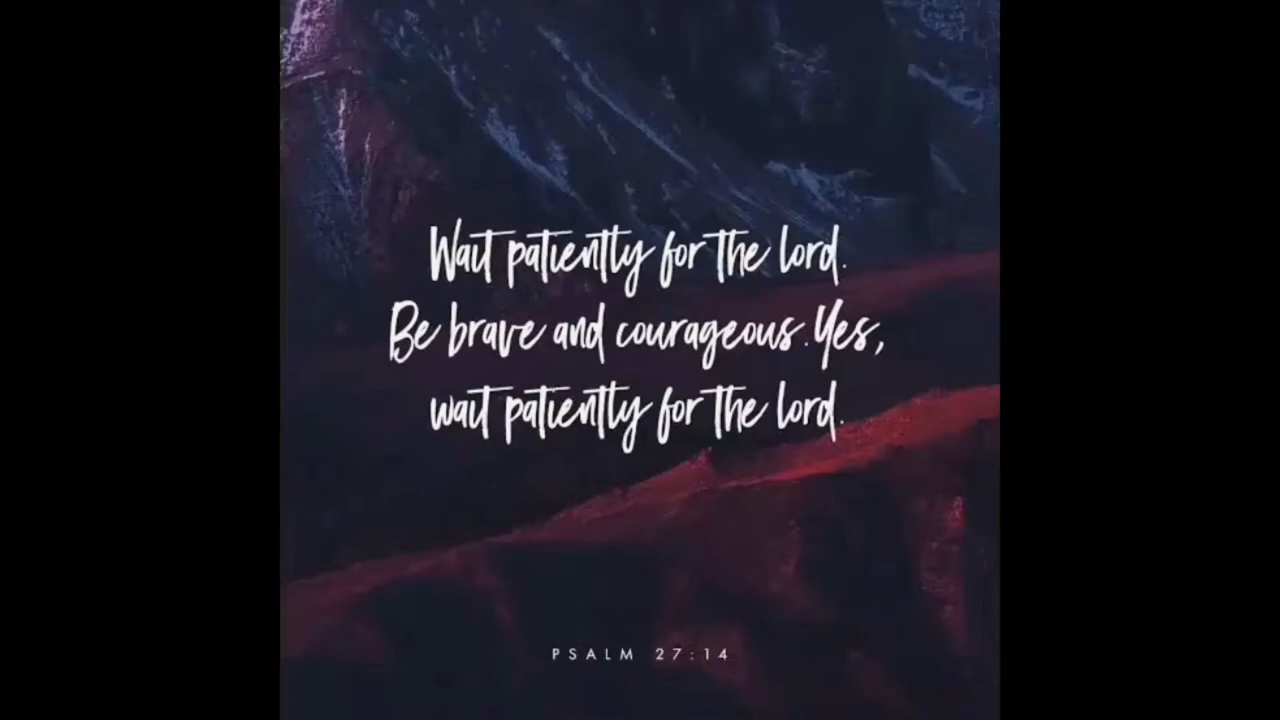 Wait patiently for the lord.
Be brave and courageous. Yes,
wait patiently for the lord.
PSALM 27:14